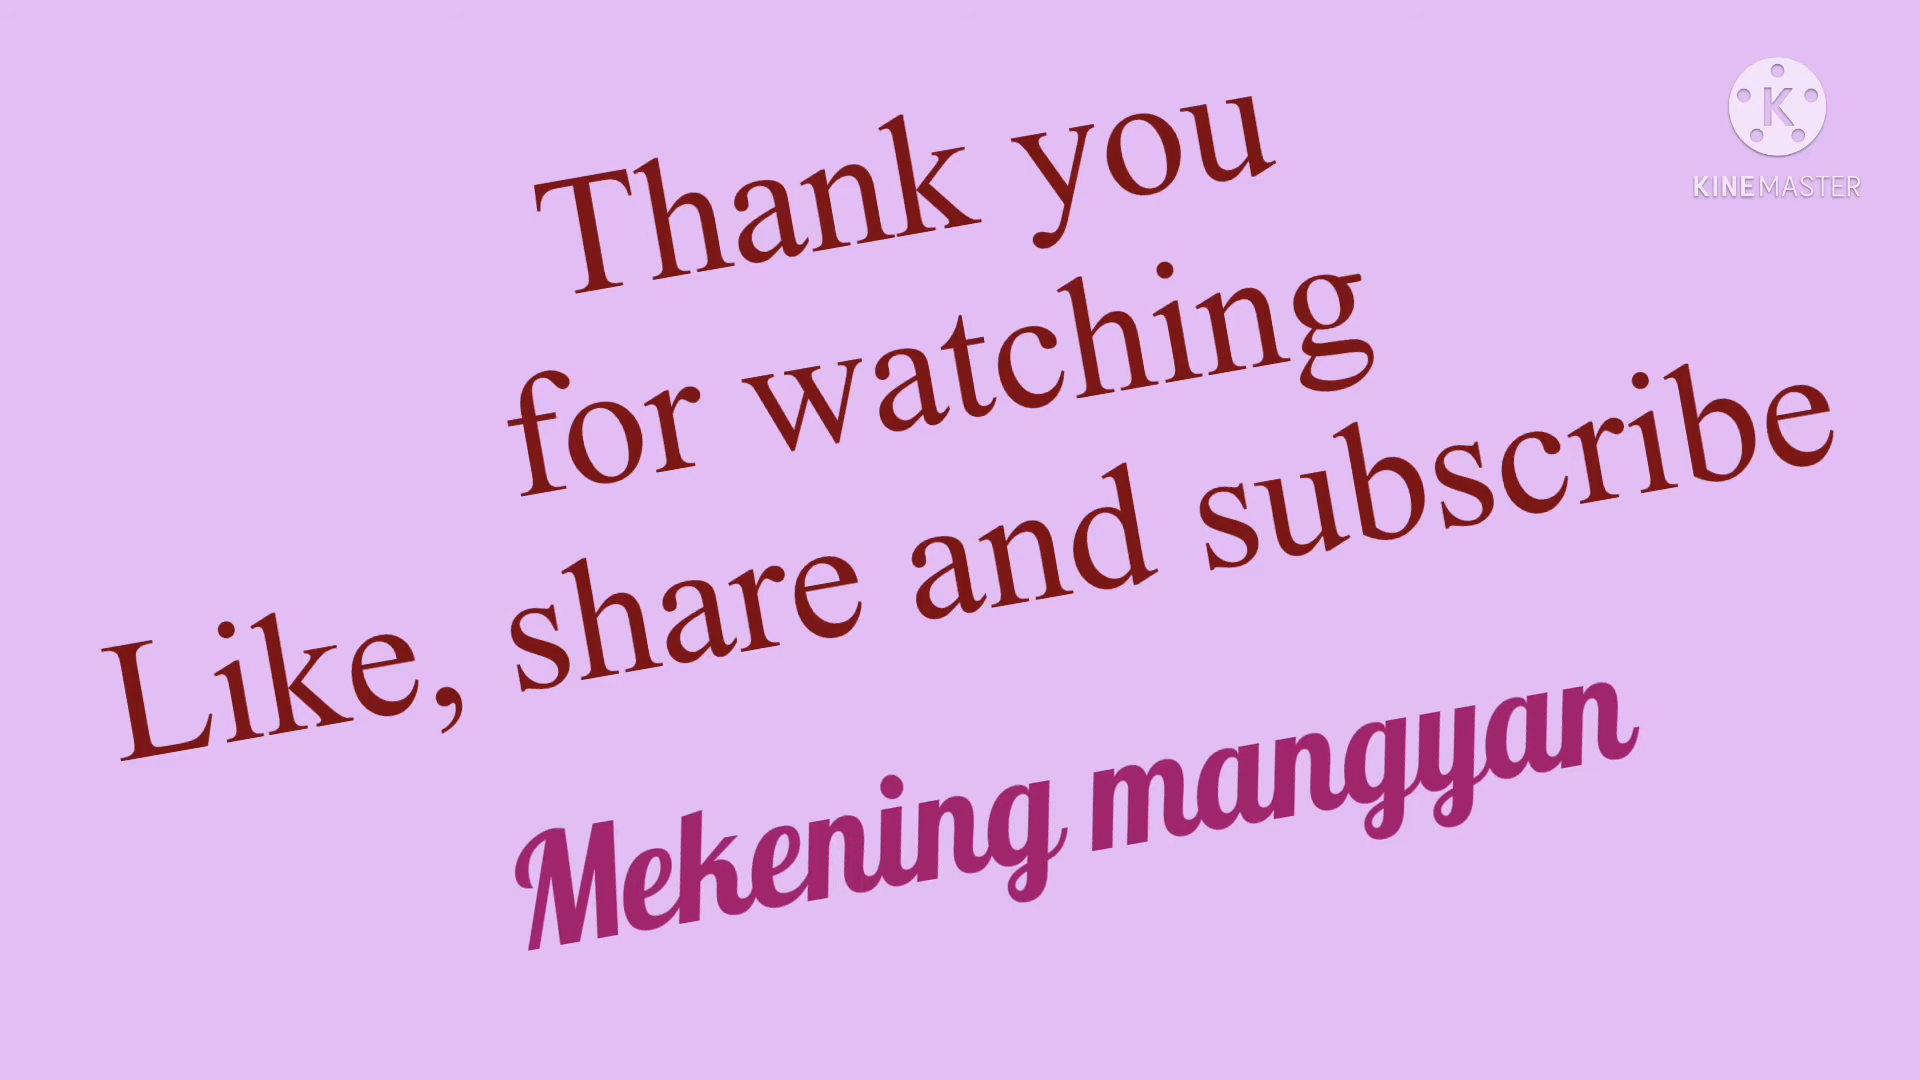 Thank you
for watching
Like, share and subscribe
Mekening mangyan
K
KINEMASTER